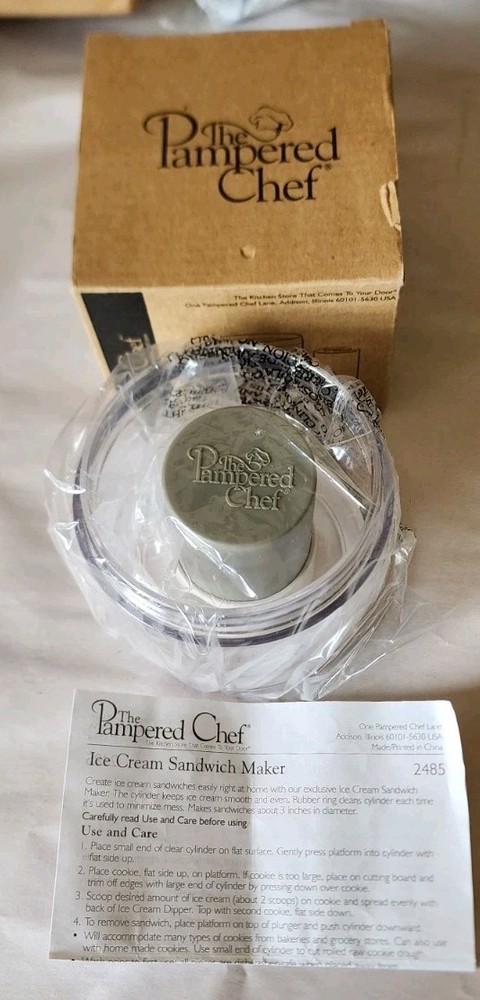 The
Pampered
Chef®
The Kitchen Store That Comes To Your Door®
One Pampered Chef Lane, Addison, Illinois 60101-5630 USA
The
Pampered
Chef®
The
Pampered Chef®
The Kitchen Store That Comes To Your Door®
One Pampered Chef Lane
Addison, Illinois 60101-5630 USA
Made/Printed in China
Ice Cream Sandwich Maker
2485
Create ice cream sandwiches easily right at home with our exclusive Ice Cream Sandwich
Maker. The cylinder keeps ice cream smooth and even. Rubber ring cleans cylinder each time
it's used to minimize mess. Makes sandwiches about 3 inches in diameter.
Carefully read Use and Care before using
Use and Care
1. Place small end of clear cylinder on flat surface. Gently press platform into cylinder with
flat side up.
2. Place cookie, flat side up, on platform. If cookie is too large, place on cutting board and
trim off edges with large end of cylinder by pressing down over cookie.
3. Scoop desired amount of ice cream (about 2 scoops) on cookie and spread evenly with
back of Ice Cream Dipper. Top with second cookie, flat side down.
4. To remove sandwich, place platform on top of plunger and push cylinder downward.
• Will accommodate many types of cookies from bakeries and grocery stores. Can also use
with home made cookies. Use small end of cylinder to cut rolled raw cookie dough